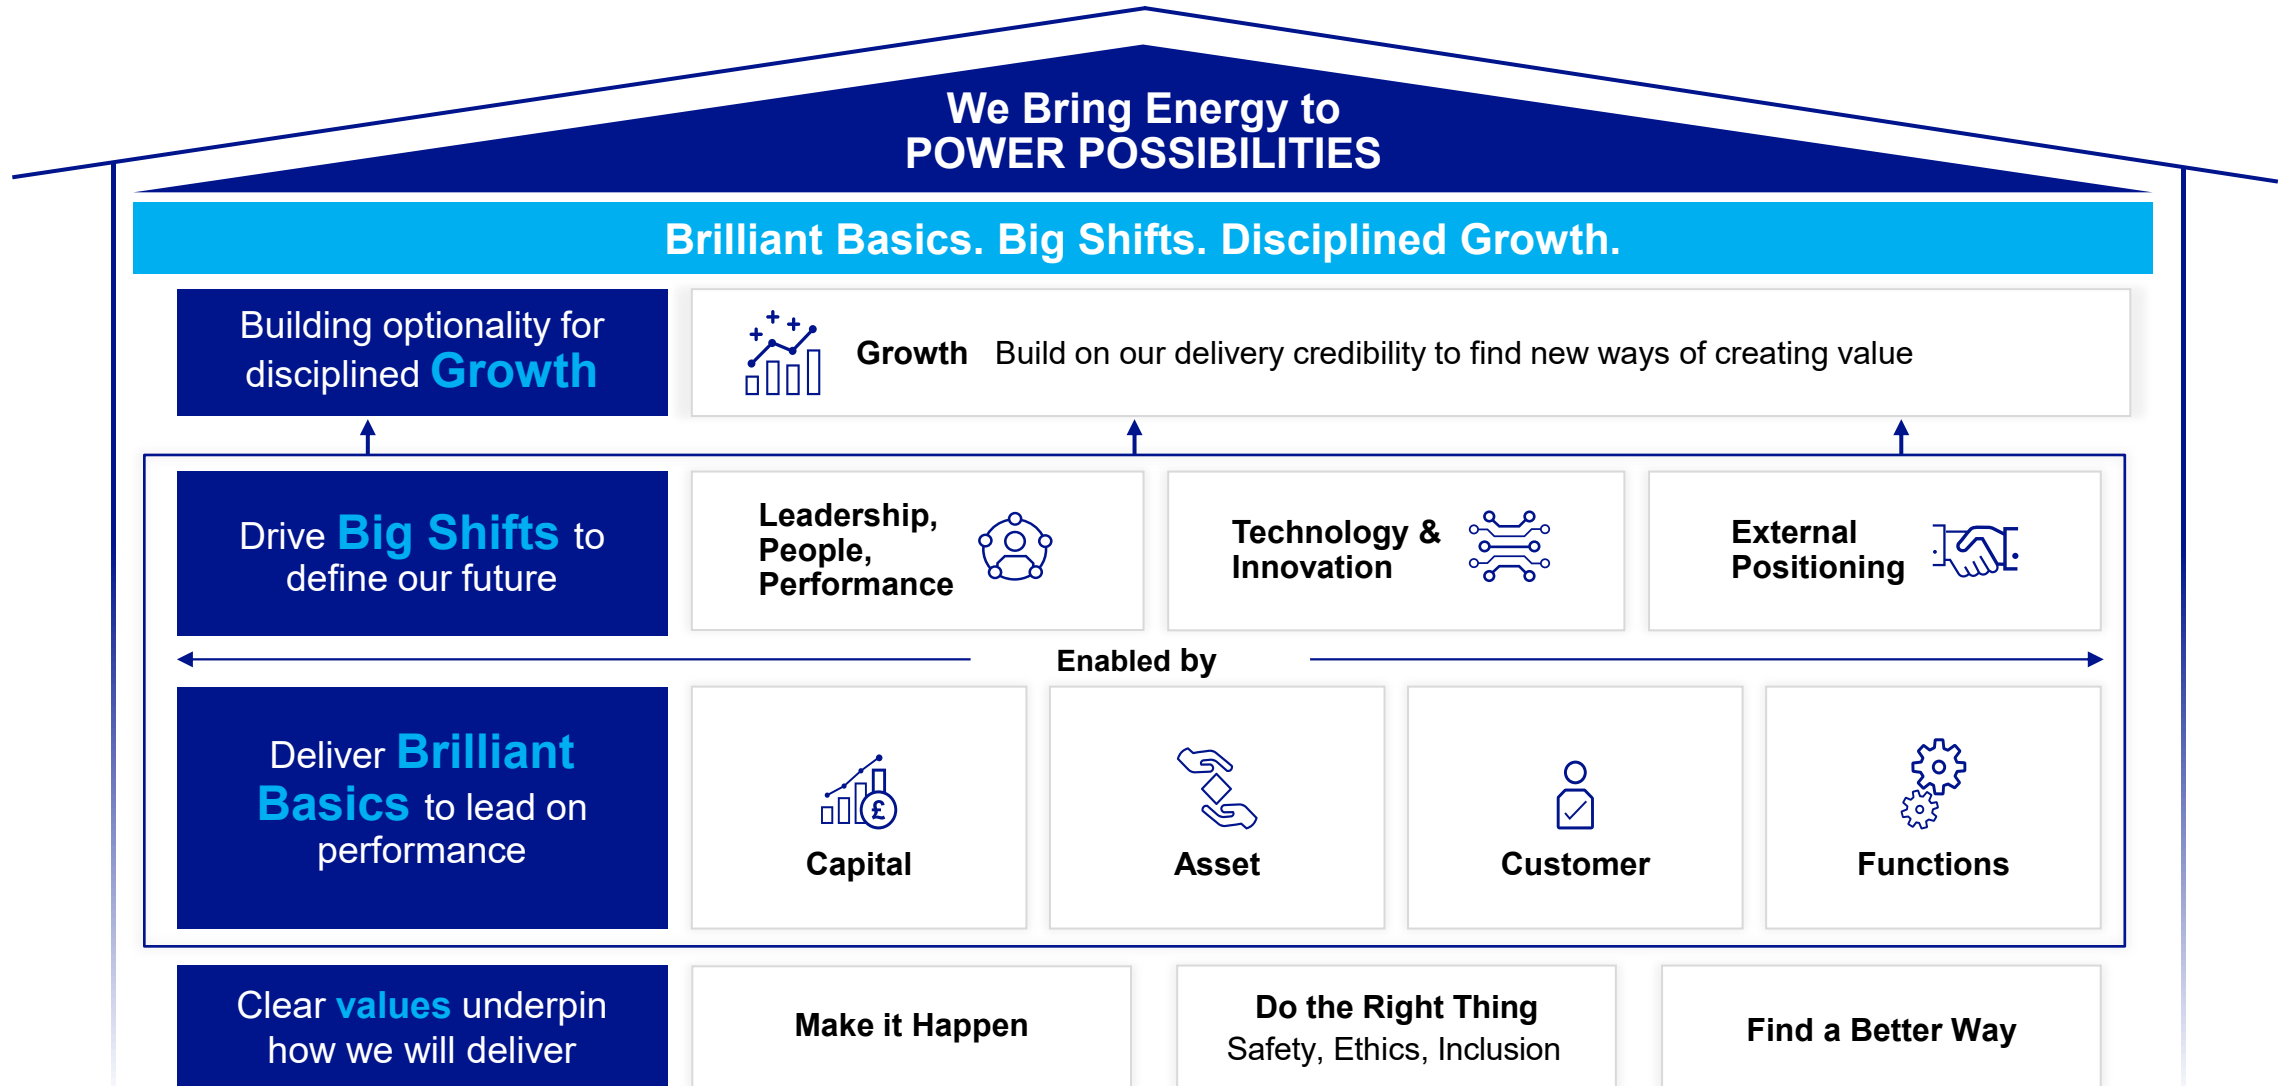 We Bring Energy to
POWER POSSIBILITIES
Brilliant Basics. Big Shifts. Disciplined Growth.
Building optionality for
disciplined Growth
Growth Build on our delivery credibility to find new ways of creating value
Drive Big Shifts to
define our future
Leadership,
People,
Performance
Technology &
Innovation
External
Positioning
Enabled by
Deliver Brilliant
Basics to lead on
performance
£
Capital
Asset
Customer
Functions
Clear values underpin
how we will deliver
Make it Happen
Do the Right Thing
Safety, Ethics, Inclusion
Find a Better Way